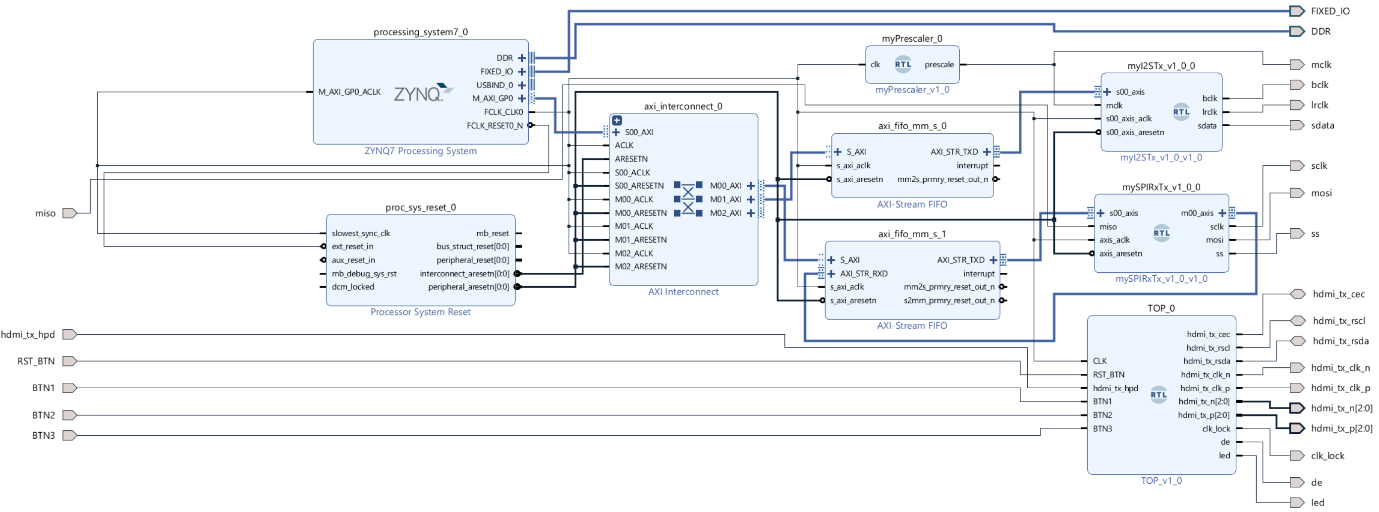 FIXED_IO
DDR
processing_system7_0
DDR
FIXED_IO
USBIND_0
M_AXI_GP0
FCLK_CLK0
FCLK_RESET0_N
M_AXI_GP0_ACLK
ZYNQ
ZYNQ7 Processing System
myPrescaler_0
clk
RTL
prescale
myPrescaler_v1_0
mclk
bclk
lrclk
sdata
myI2STx_v1_0_0
s00_axis
mclk
s00_axis_aclk
s00_axis_aresetn
RTL
bclk
lrclk
sdata
myI2STx_v1_0_v1_0
axi_interconnect_0
S00_AXI
ACLK
ARESETN
S00_ACLK
S00_ARESETN
M00_ACLK
M00_ARESETN
M01_ACLK
M01_ARESETN
M02_ACLK
M02_ARESETN
M00_AXI
M01_AXI
M02_AXI
AXI Interconnect
axi_fifo_mm_s_0
S_AXI
s_axi_aclk
s_axi_aresetn
AXI_STR_TXD
interrupt
mm2s_prmry_reset_out_n
AXI-Stream FIFO
sclk
mosi
ss
mySPIRxTx_v1_0_0
s00_axis
miso
axis_aclk
axis_aresetn
RTL
m00_axis
sclk
mosi
ss
mySPIRxTx_v1_0_v1_0
miso
proc_sys_reset_0
slowest_sync_clk
ext_reset_in
aux_reset_in
mb_debug_sys_rst
dcm_locked
mb_reset
bus_struct_reset[0:0]
peripheral_reset[0:0]
interconnect_aresetn[0:0]
peripheral_aresetn[0:0]
Processor System Reset
axi_fifo_mm_s_1
S_AXI
AXI_STR_RXD
s_axi_aclk
s_axi_aresetn
AXI_STR_TXD
interrupt
mm2s_prmry_reset_out_n
s2mm_prmry_reset_out_n
AXI-Stream FIFO
hdmi_tx_hpd
RST_BTN
BTN1
BTN2
BTN3
TOP_0
CLK
RST_BTN
hdmi_tx_hpd
BTN1
BTN2
BTN3
RTL
hdmi_tx_cec
hdmi_tx_rscl
hdmi_tx_rsda
hdmi_tx_clk_n
hdmi_tx_clk_p
hdmi_tx_n[2:0]
hdmi_tx_p[2:0]
clk_lock
de
led
TOP_v1_0
hdmi_tx_cec
hdmi_tx_rscl
hdmi_tx_rsda
hdmi_tx_clk_n
hdmi_tx_clk_p
hdmi_tx_n[2:0]
hdmi_tx_p[2:0]
clk_lock
de
led